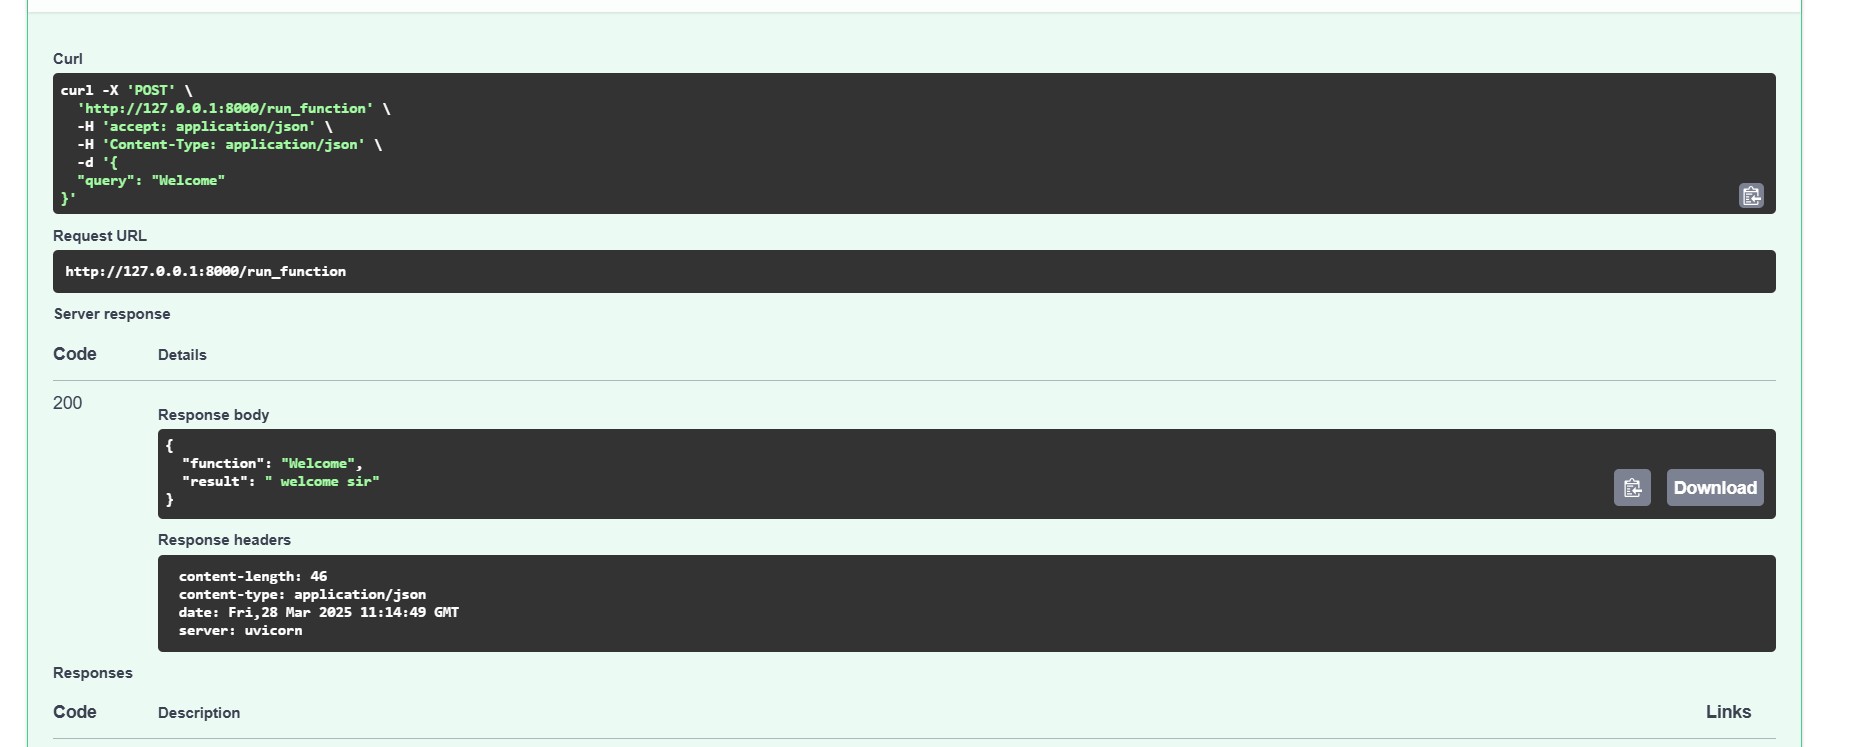 Curl
curl -X 'POST' \
  'http://127.0.0.1:8000/run_function' \
  -H 'accept: application/json' \
  -H 'Content-Type: application/json' \
  -d '{
  "query": "Welcome"
}'
Request URL
http://127.0.0.1:8000/run_function
Server response
Code Details
200
Response body
{
  "function": "Welcome",
  "result": " welcome sir"
}
Download
Response headers
content-length: 46
content-type: application/json
date: Fri,28 Mar 2025 11:14:49 GMT
server: uvicorn
Responses
Code Description Links